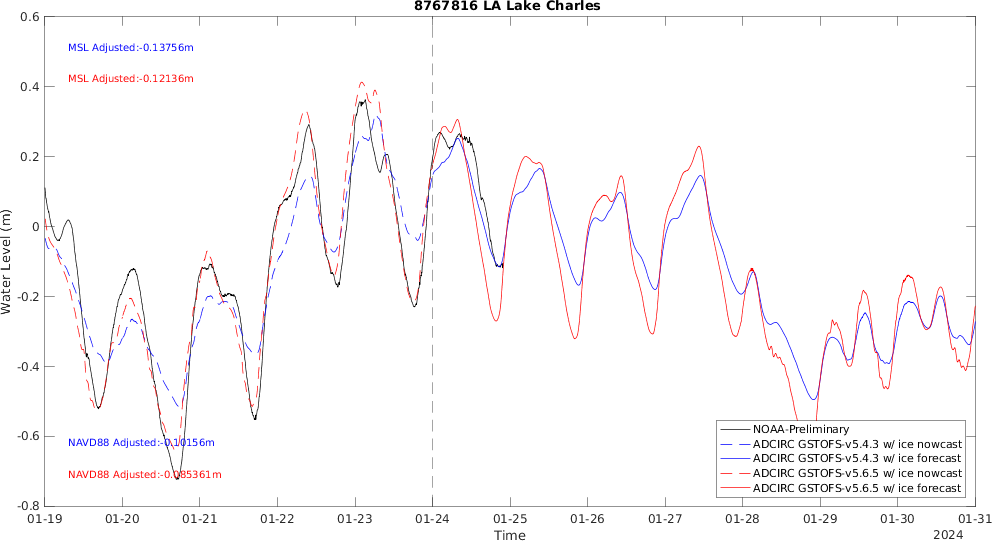 8767816 LA Lake Charles
0.6
0.4
0.2
0
-0.2
-0.4
-0.6
-0.8
Water Level (m)
MSL Adjusted:-0.13756m
MSL Adjusted:-0.12136m
NAVD88 Adjusted:-0.10156m
NAVD88 Adjusted:-0.085361m
NOAA-Preliminary
ADCIRC GSTOFS-v5.4.3 w/ ice nowcast
ADCIRC GSTOFS-v5.4.3 w/ ice forecast
ADCIRC GSTOFS-v5.6.5 w/ ice nowcast
ADCIRC GSTOFS-v5.6.5 w/ ice forecast
01-19 01-20 01-21 01-22 01-23 01-24 01-25 01-26 01-27 01-28 01-29 01-30 01-31
Time
2024